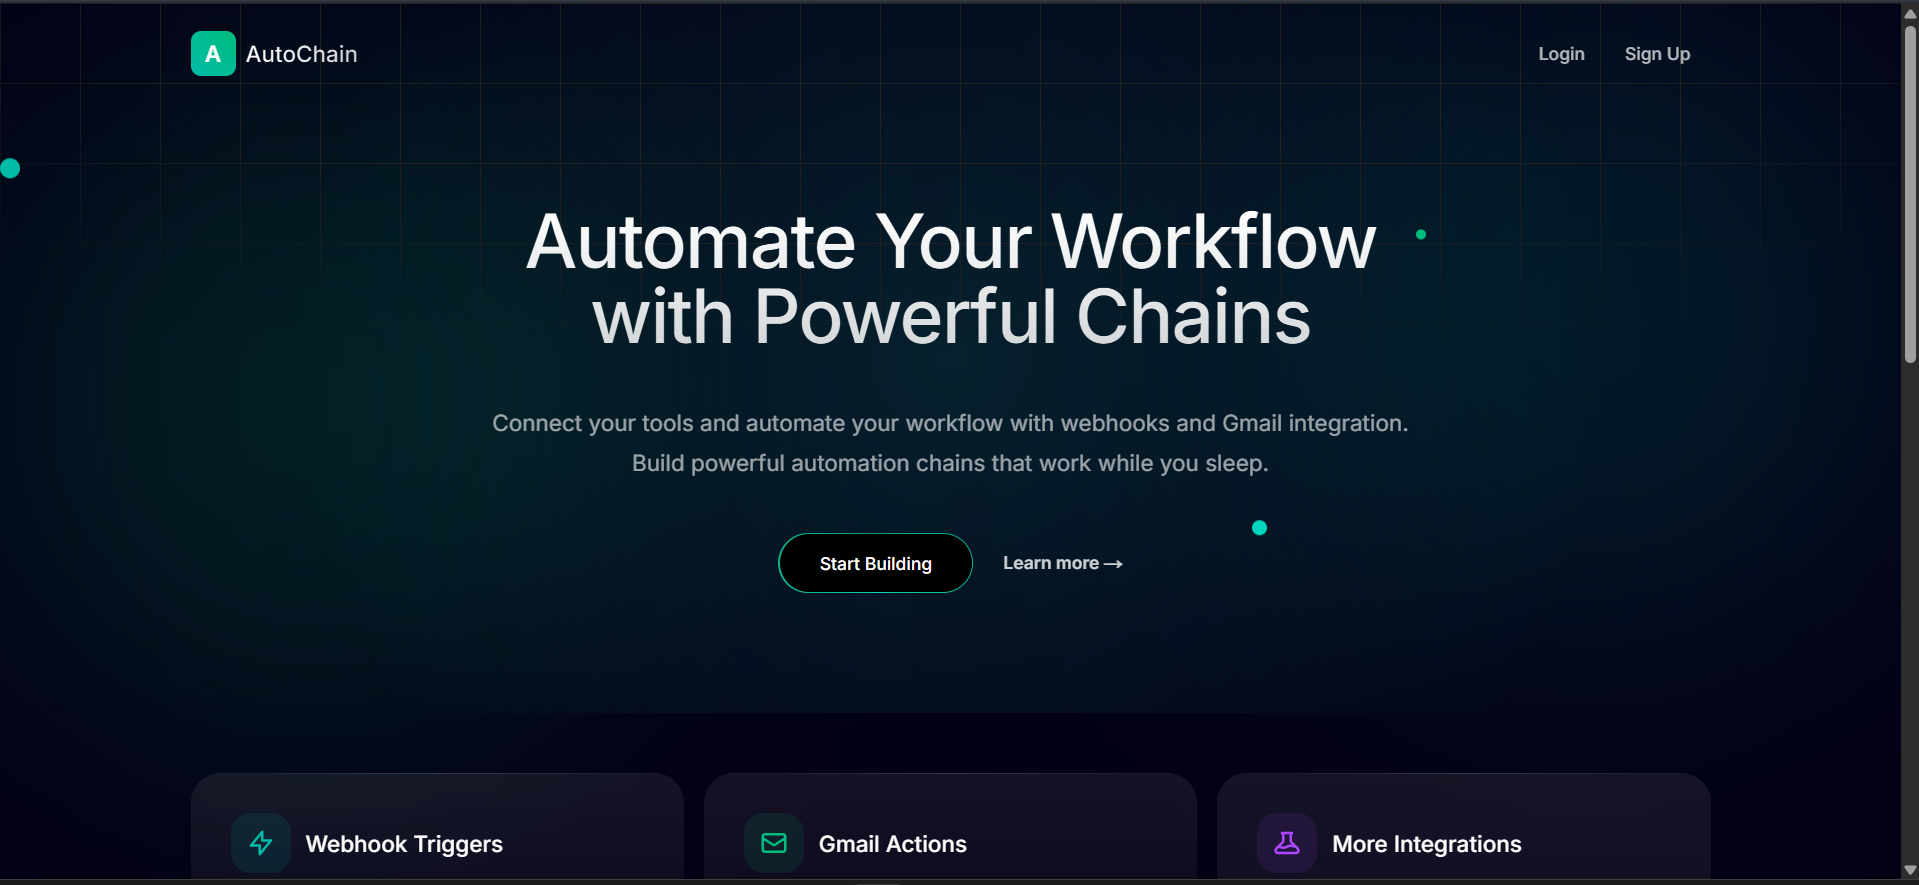 A AutoChain
Login Sign Up
Automate Your Workflow
with Powerful Chains
Connect your tools and automate your workflow with webhooks and Gmail integration.
Build powerful automation chains that work while you sleep.
Start Building Learn more →
Webhook Triggers
Gmail Actions
More Integrations